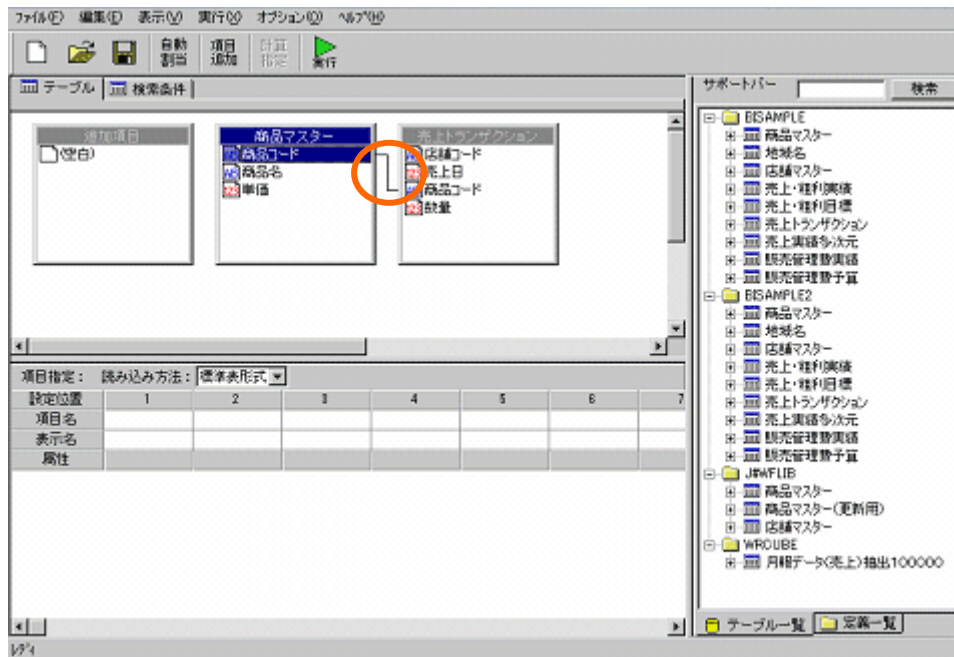 ファイル(F) 編集(E) 表示(V) 実行(X) オプション(O) ヘルプ(H)
自動割当 項目追加 計算指定 実行
テーブル 検索条件
追加項目 商品マスター 売上トランザクション
(空白) 商品コード 店舗コード
商品名 売上日
単価 商品コード
数量
項目指定： 読み込み方法： 標準表形式
設定位置 1 2 3 4 5 6 7
項目名
表示名
属性
レディ
サポートバー 検索
BISAMPLE
商品マスター
地域名
店舗マスター
売上・粗利実績
売上・粗利目標
売上トランザクション
売上実績多次元
販売管理費実績
販売管理費予算
BISAMPLE2
商品マスター
地域名
店舗マスター
売上・粗利実績
売上・粗利目標
売上トランザクション
売上実績多次元
販売管理費実績
販売管理費予算
J#WFLIB
商品マスター
商品マスター(更新用)
店舗マスター
WRCUBE
月報データ(売上)抽出100000
テーブル一覧 定義一覧